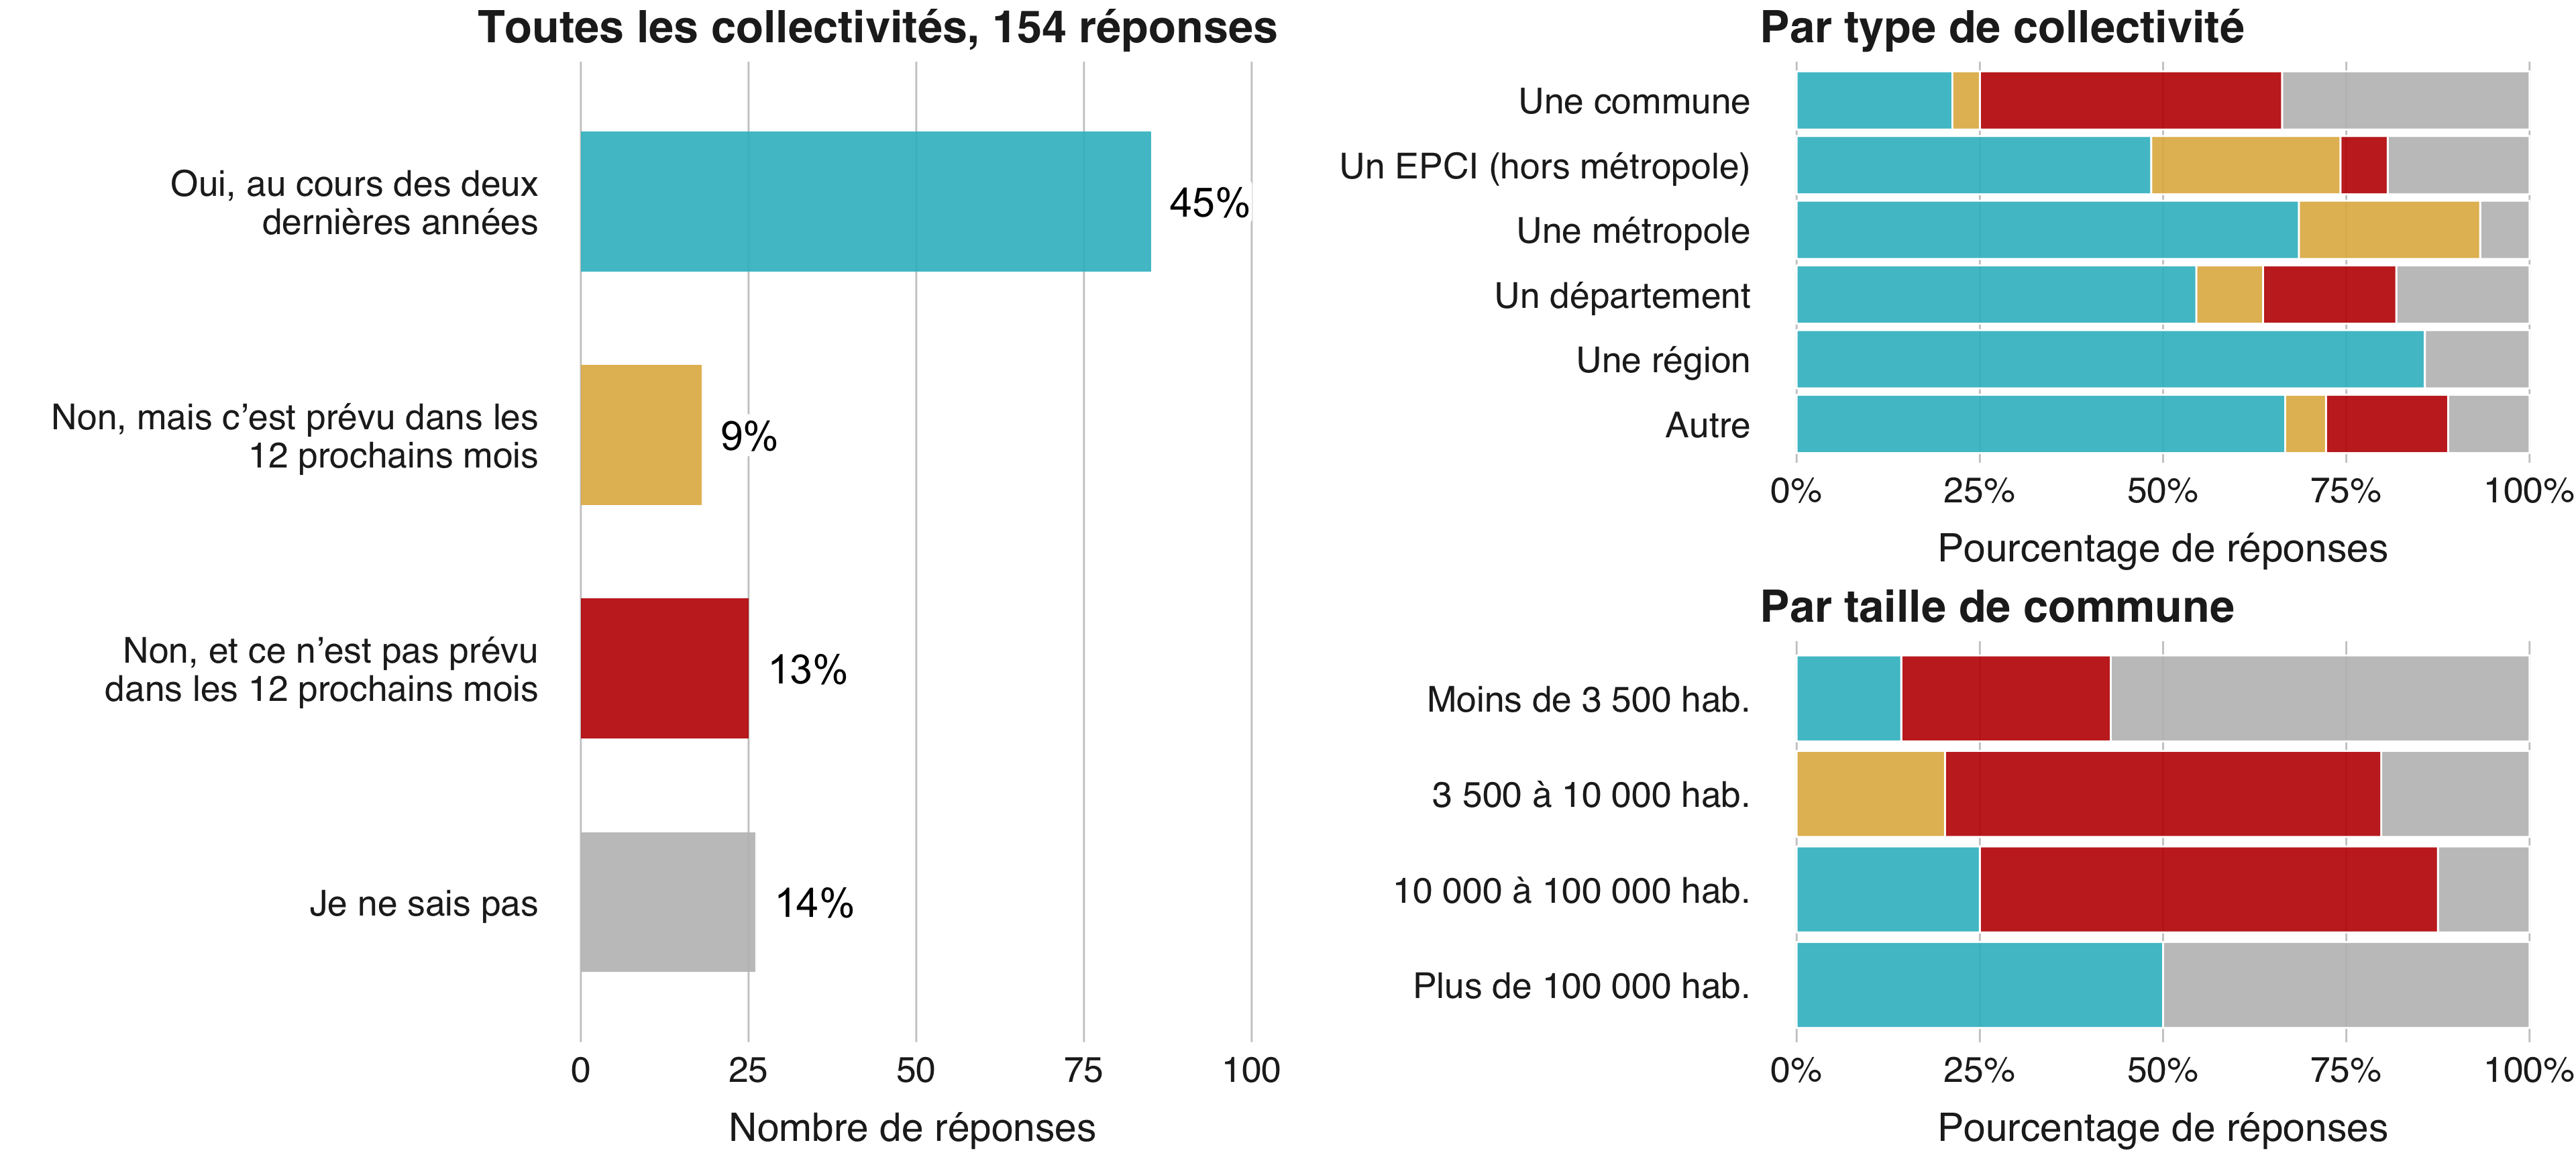 Toutes les collectivités, 154 réponses
Oui, au cours des deux
dernières années
45%
Non, mais c’est prévu dans les
12 prochains mois
9%
Non, et ce n’est pas prévu
dans les 12 prochains mois
13%
Je ne sais pas
14%
0 25 50 75 100
Nombre de réponses
Par type de collectivité
Une commune
Un EPCI (hors métropole)
Une métropole
Un département
Une région
Autre
0% 25% 50% 75% 100%
Pourcentage de réponses
Par taille de commune
Moins de 3 500 hab.
3 500 à 10 000 hab.
10 000 à 100 000 hab.
Plus de 100 000 hab.
0% 25% 50% 75% 100%
Pourcentage de réponses